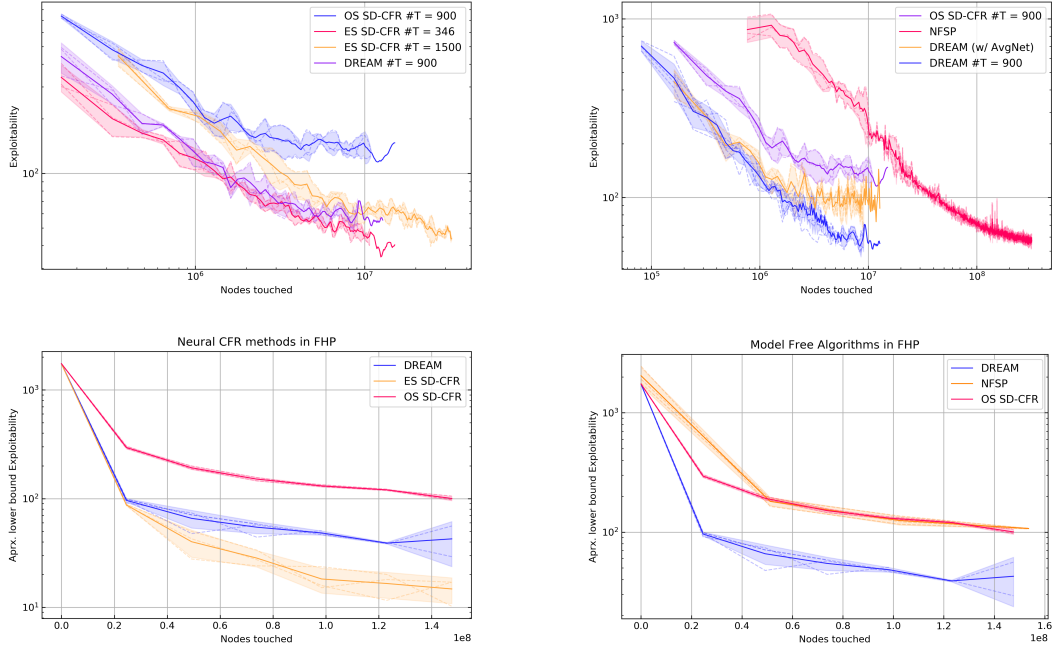 OS SD-CFR #T = 900
ES SD-CFR #T = 346
ES SD-CFR #T = 1500
DREAM #T = 900
Exploitability
10²
10⁶
10⁷
Nodes touched
OS SD-CFR #T = 900
NFSP
DREAM (w/ AvgNet)
DREAM #T = 900
Exploitability
10³
10²
10⁵
10⁶
10⁷
10⁸
Nodes touched
Neural CFR methods in FHP
DREAM
ES SD-CFR
OS SD-CFR
Aprx. lower bound Exploitability
10³
10²
10¹
0.0 0.2 0.4 0.6 0.8 1.0 1.2 1.4
1e8
Nodes touched
Model Free Algorithms in FHP
DREAM
NFSP
OS SD-CFR
Aprx. lower bound Exploitability
10³
10²
0.0 0.2 0.4 0.6 0.8 1.0 1.2 1.4 1.6
1e8
Nodes touched